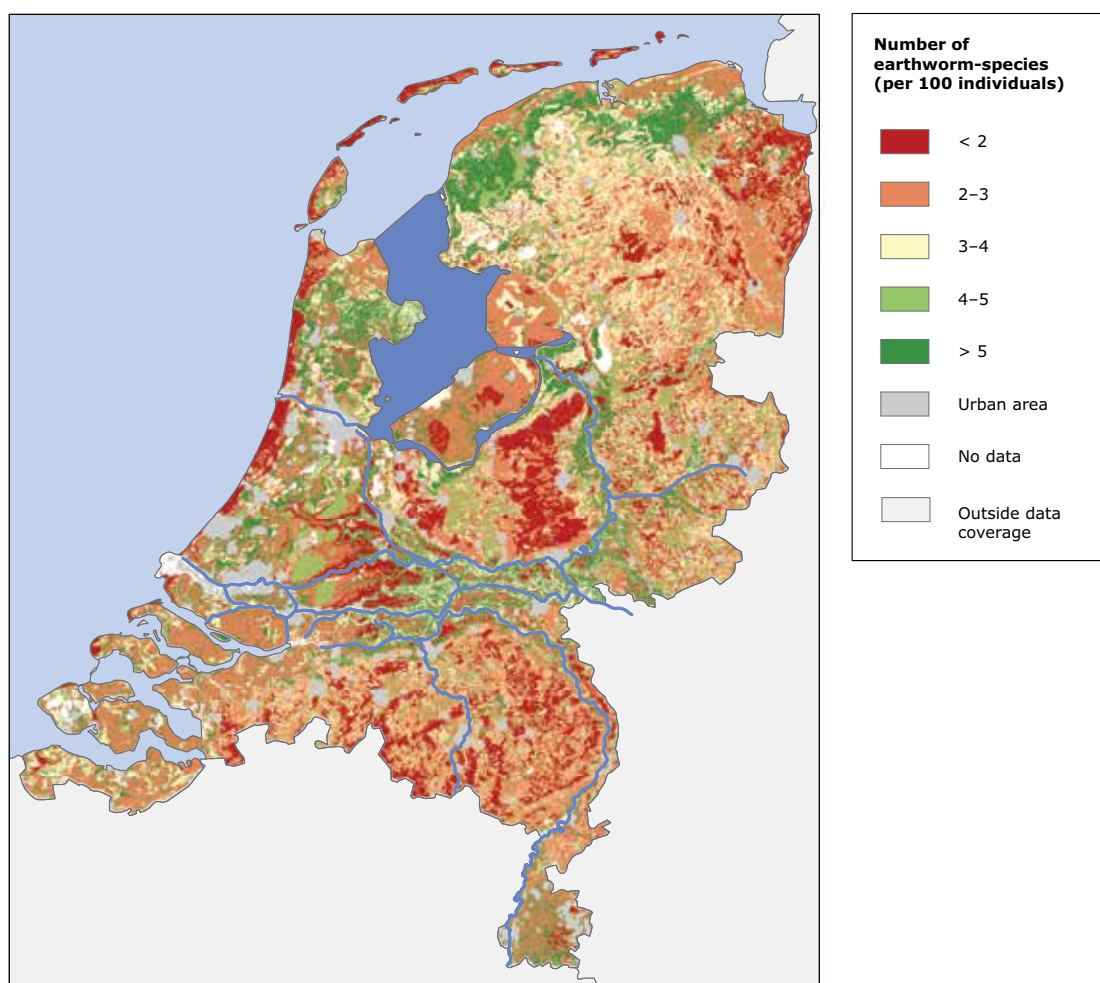 Number of
earthworm-species
(per 100 individuals)
< 2
2–3
3–4
4–5
> 5
Urban area
No data
Outside data
coverage